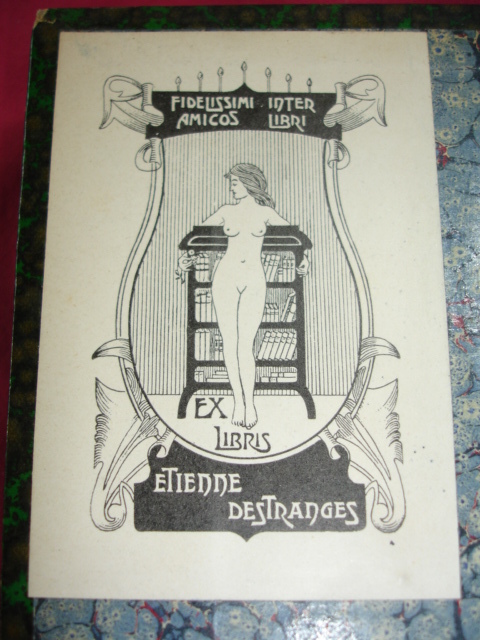 FIDELISSIMI INTER
AMICOS LIBRI
EX
LIBRIS
ETIENNE
DESTRANGES